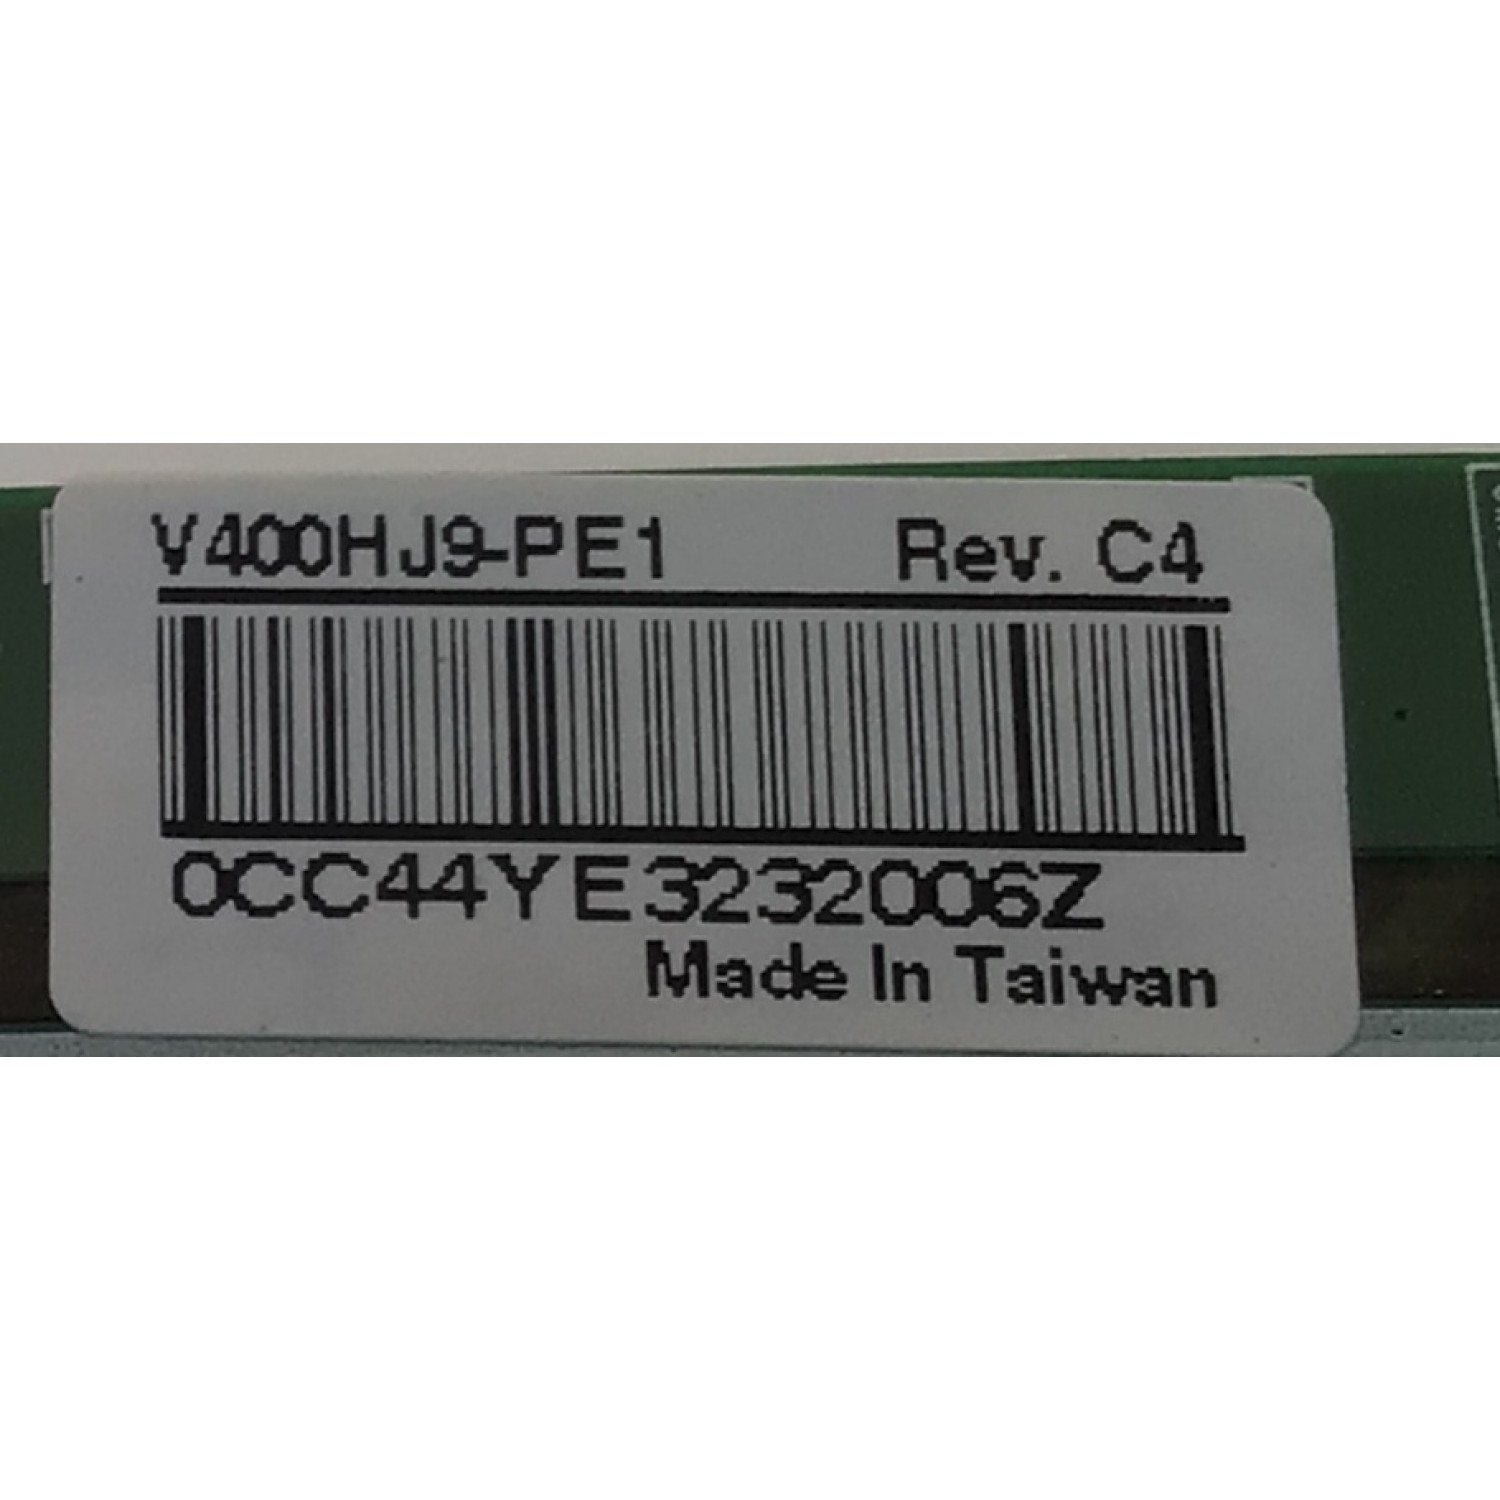 V400HJ9-PE1 Rev. C4
0CC44YE3232006Z
Made In Taiwan